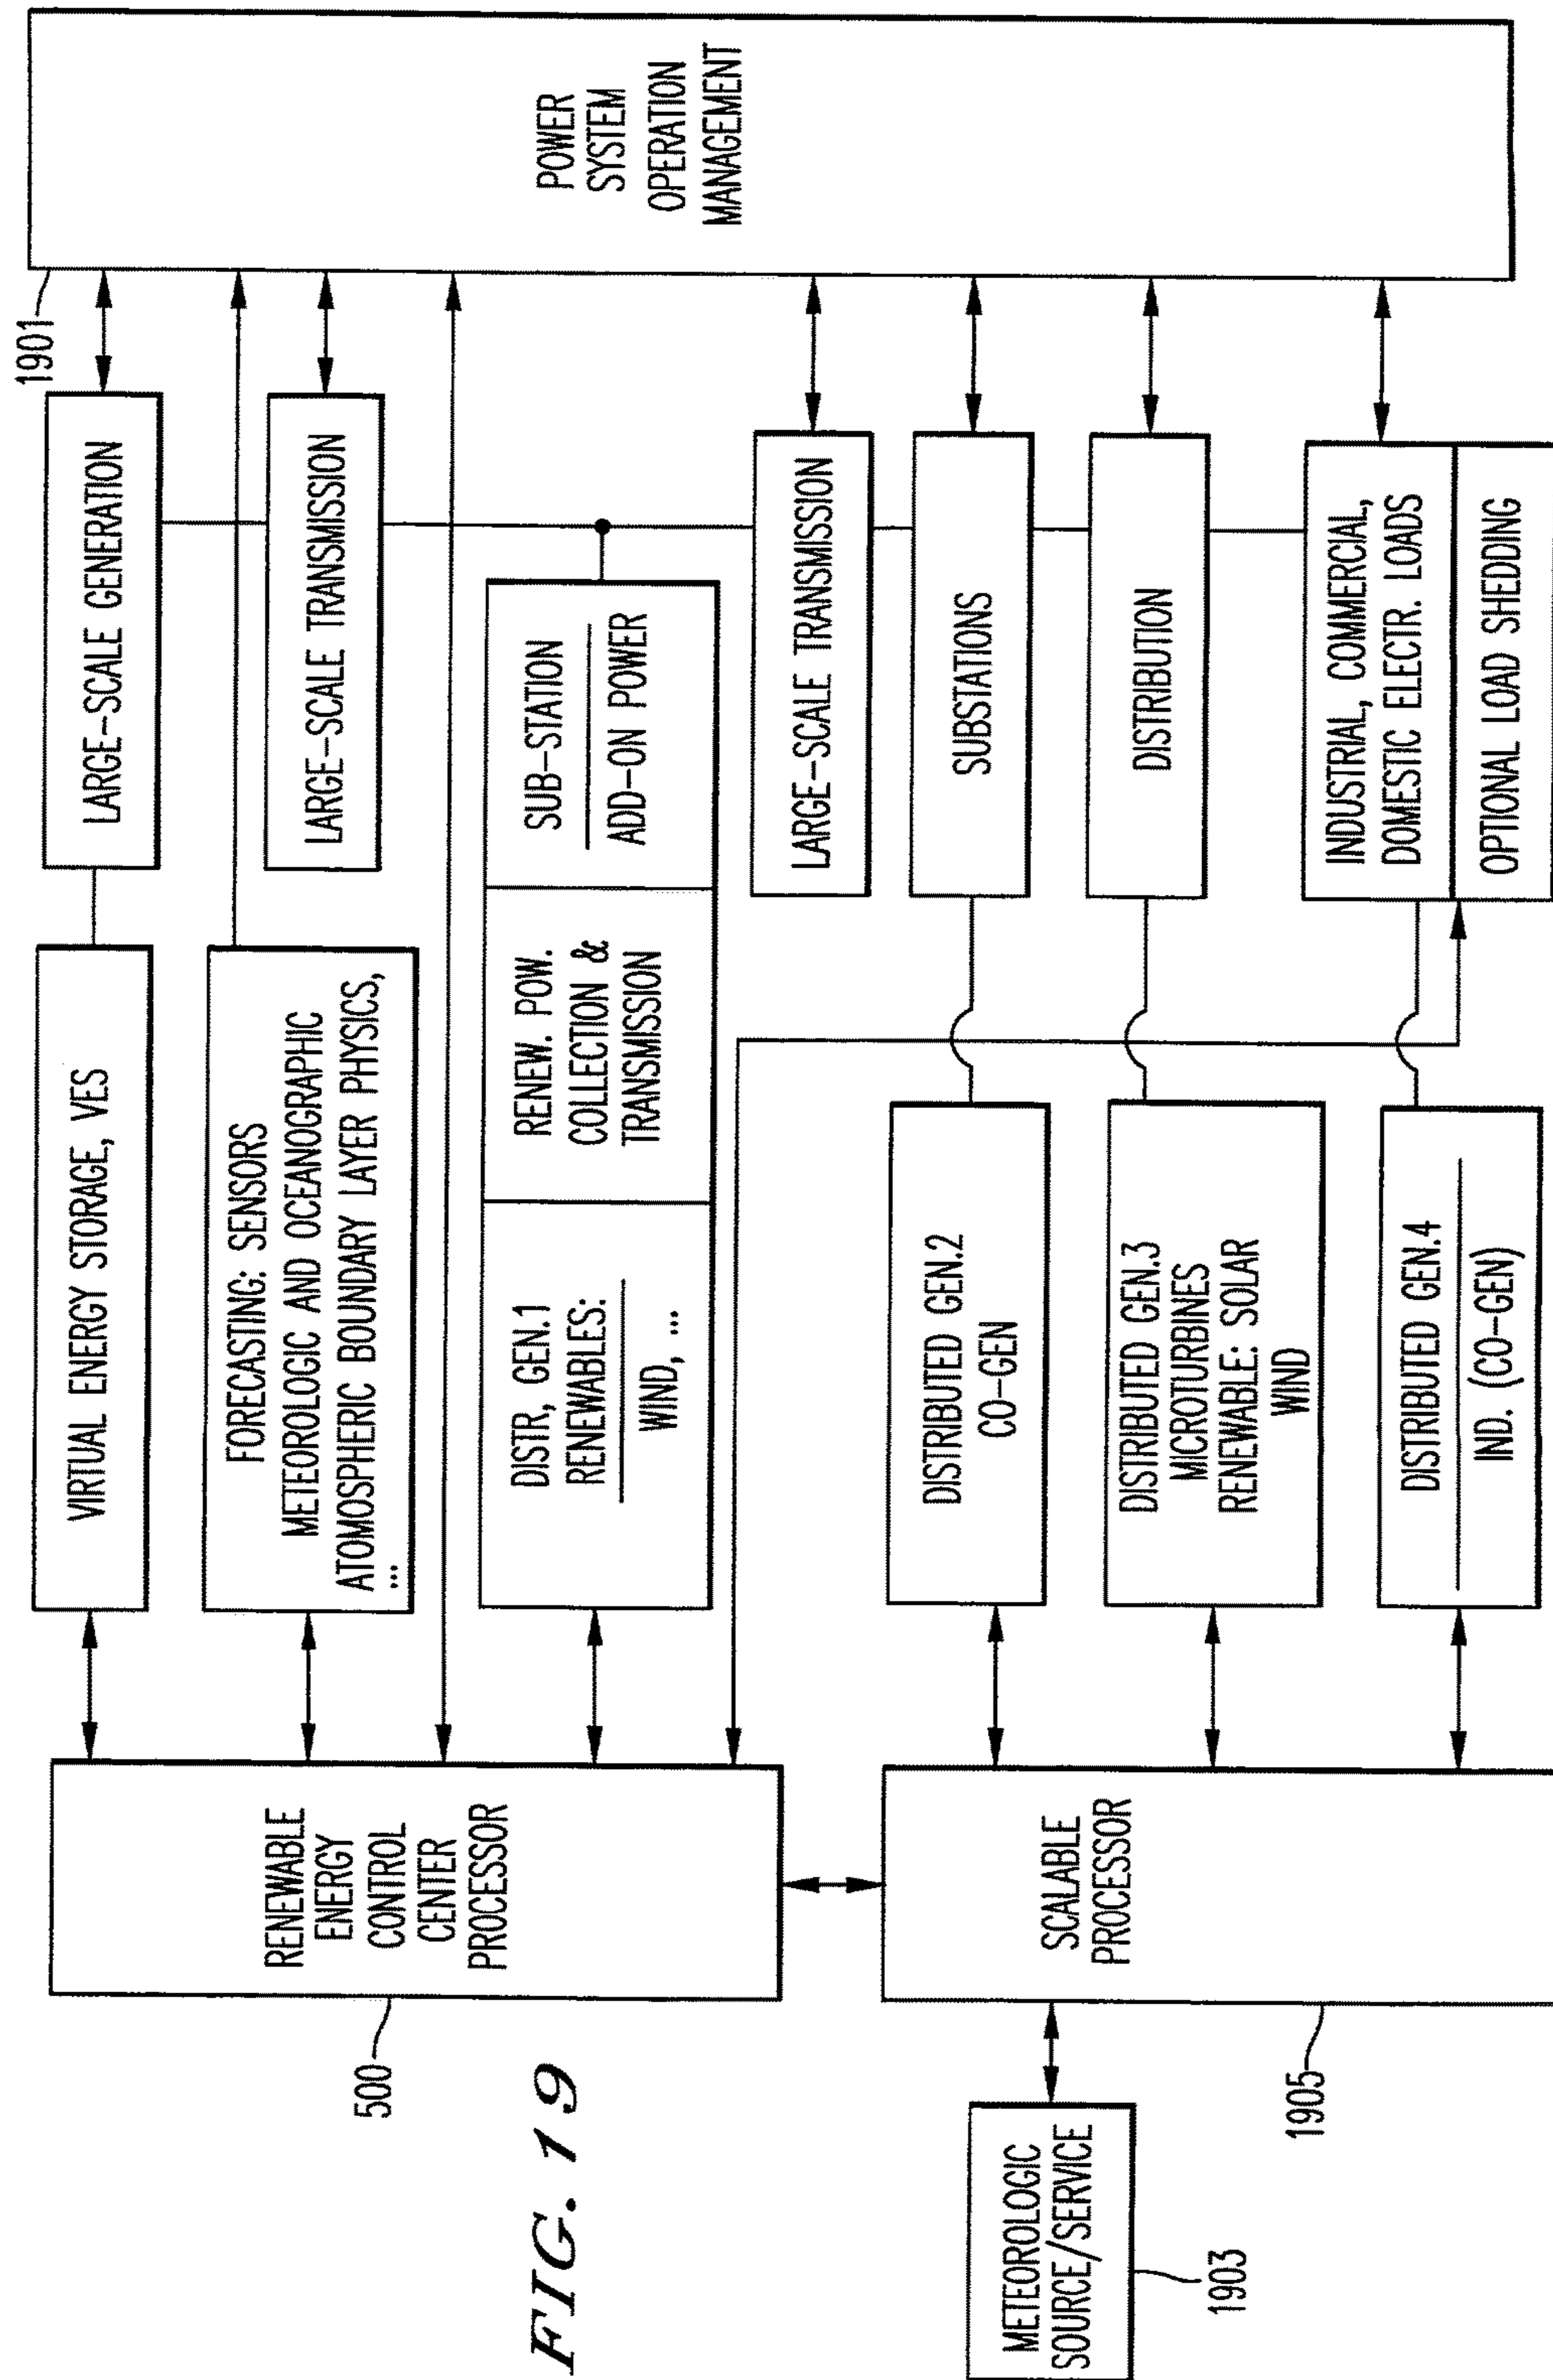 FIG. 19
500
RENEWABLE
ENERGY
CONTROL
CENTER
PROCESSOR
VIRTUAL ENERGY STORAGE, VES
LARGE-SCALE GENERATION
1901
POWER
SYSTEM
OPERATION
MANAGEMENT
FORECASTING: SENSORS
METEOROLOGIC AND OCEANOGRAPHIC
ATOMOSPHERIC BOUNDARY LAYER PHYSICS,
...
LARGE-SCALE TRANSMISSION
DISTR, GEN.1
RENEWABLES:
WIND, ...
RENEW. POW.
COLLECTION &
TRANSMISSION
SUB-STATION
ADD-ON POWER
LARGE-SCALE TRANSMISSION
METEOROLOGIC
SOURCE/SERVICE
1903
SCALABLE
PROCESSOR
1905
DISTRIBUTED GEN.2
CO-GEN
SUBSTATIONS
DISTRIBUTED GEN.3
MICROTURBINES
RENEWABLE: SOLAR
WIND
DISTRIBUTION
DISTRIBUTED GEN.4
IND. (CO-GEN)
INDUSTRIAL, COMMERCIAL,
DOMESTIC ELECTR. LOADS
OPTIONAL LOAD SHEDDING